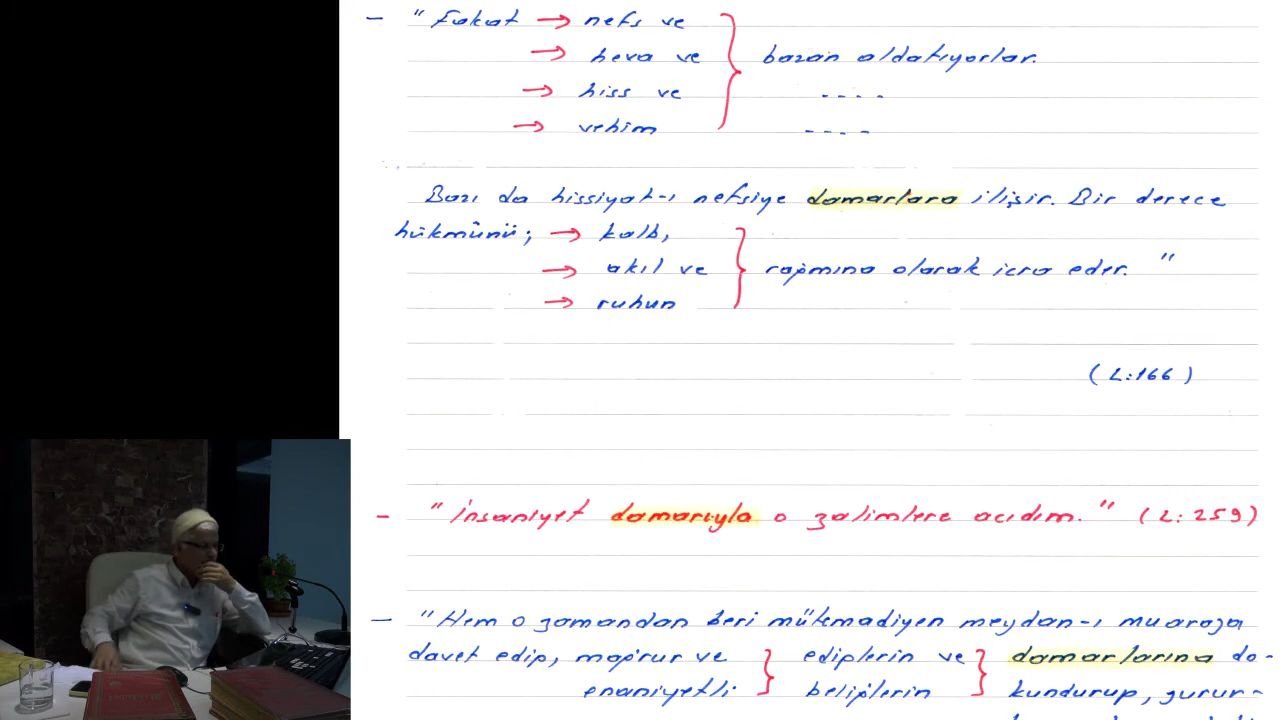 - " Fakat → nefs ve
→ heva ve } bazan aldatıyorlar.
→ hiss ve - - - -
→ vehim - - - -
Bazı da hissiyat-ı nefsiye damarlara ilişir. Bir derece
hükmünü; → kalb,
→ akıl ve } rağmına olarak icra eder. "
→ ruhun
(L:166)
- " İnsaniyet damarıyla o zalimlere acıdım. " (L: 259)
- " Hem o zamandan beri mütemadiyen meydan-ı muaraza
davet edip, mağrur ve } ediplerin ve } damarlarına do-
enaniyetli beliğlerin kundurup, gurur-